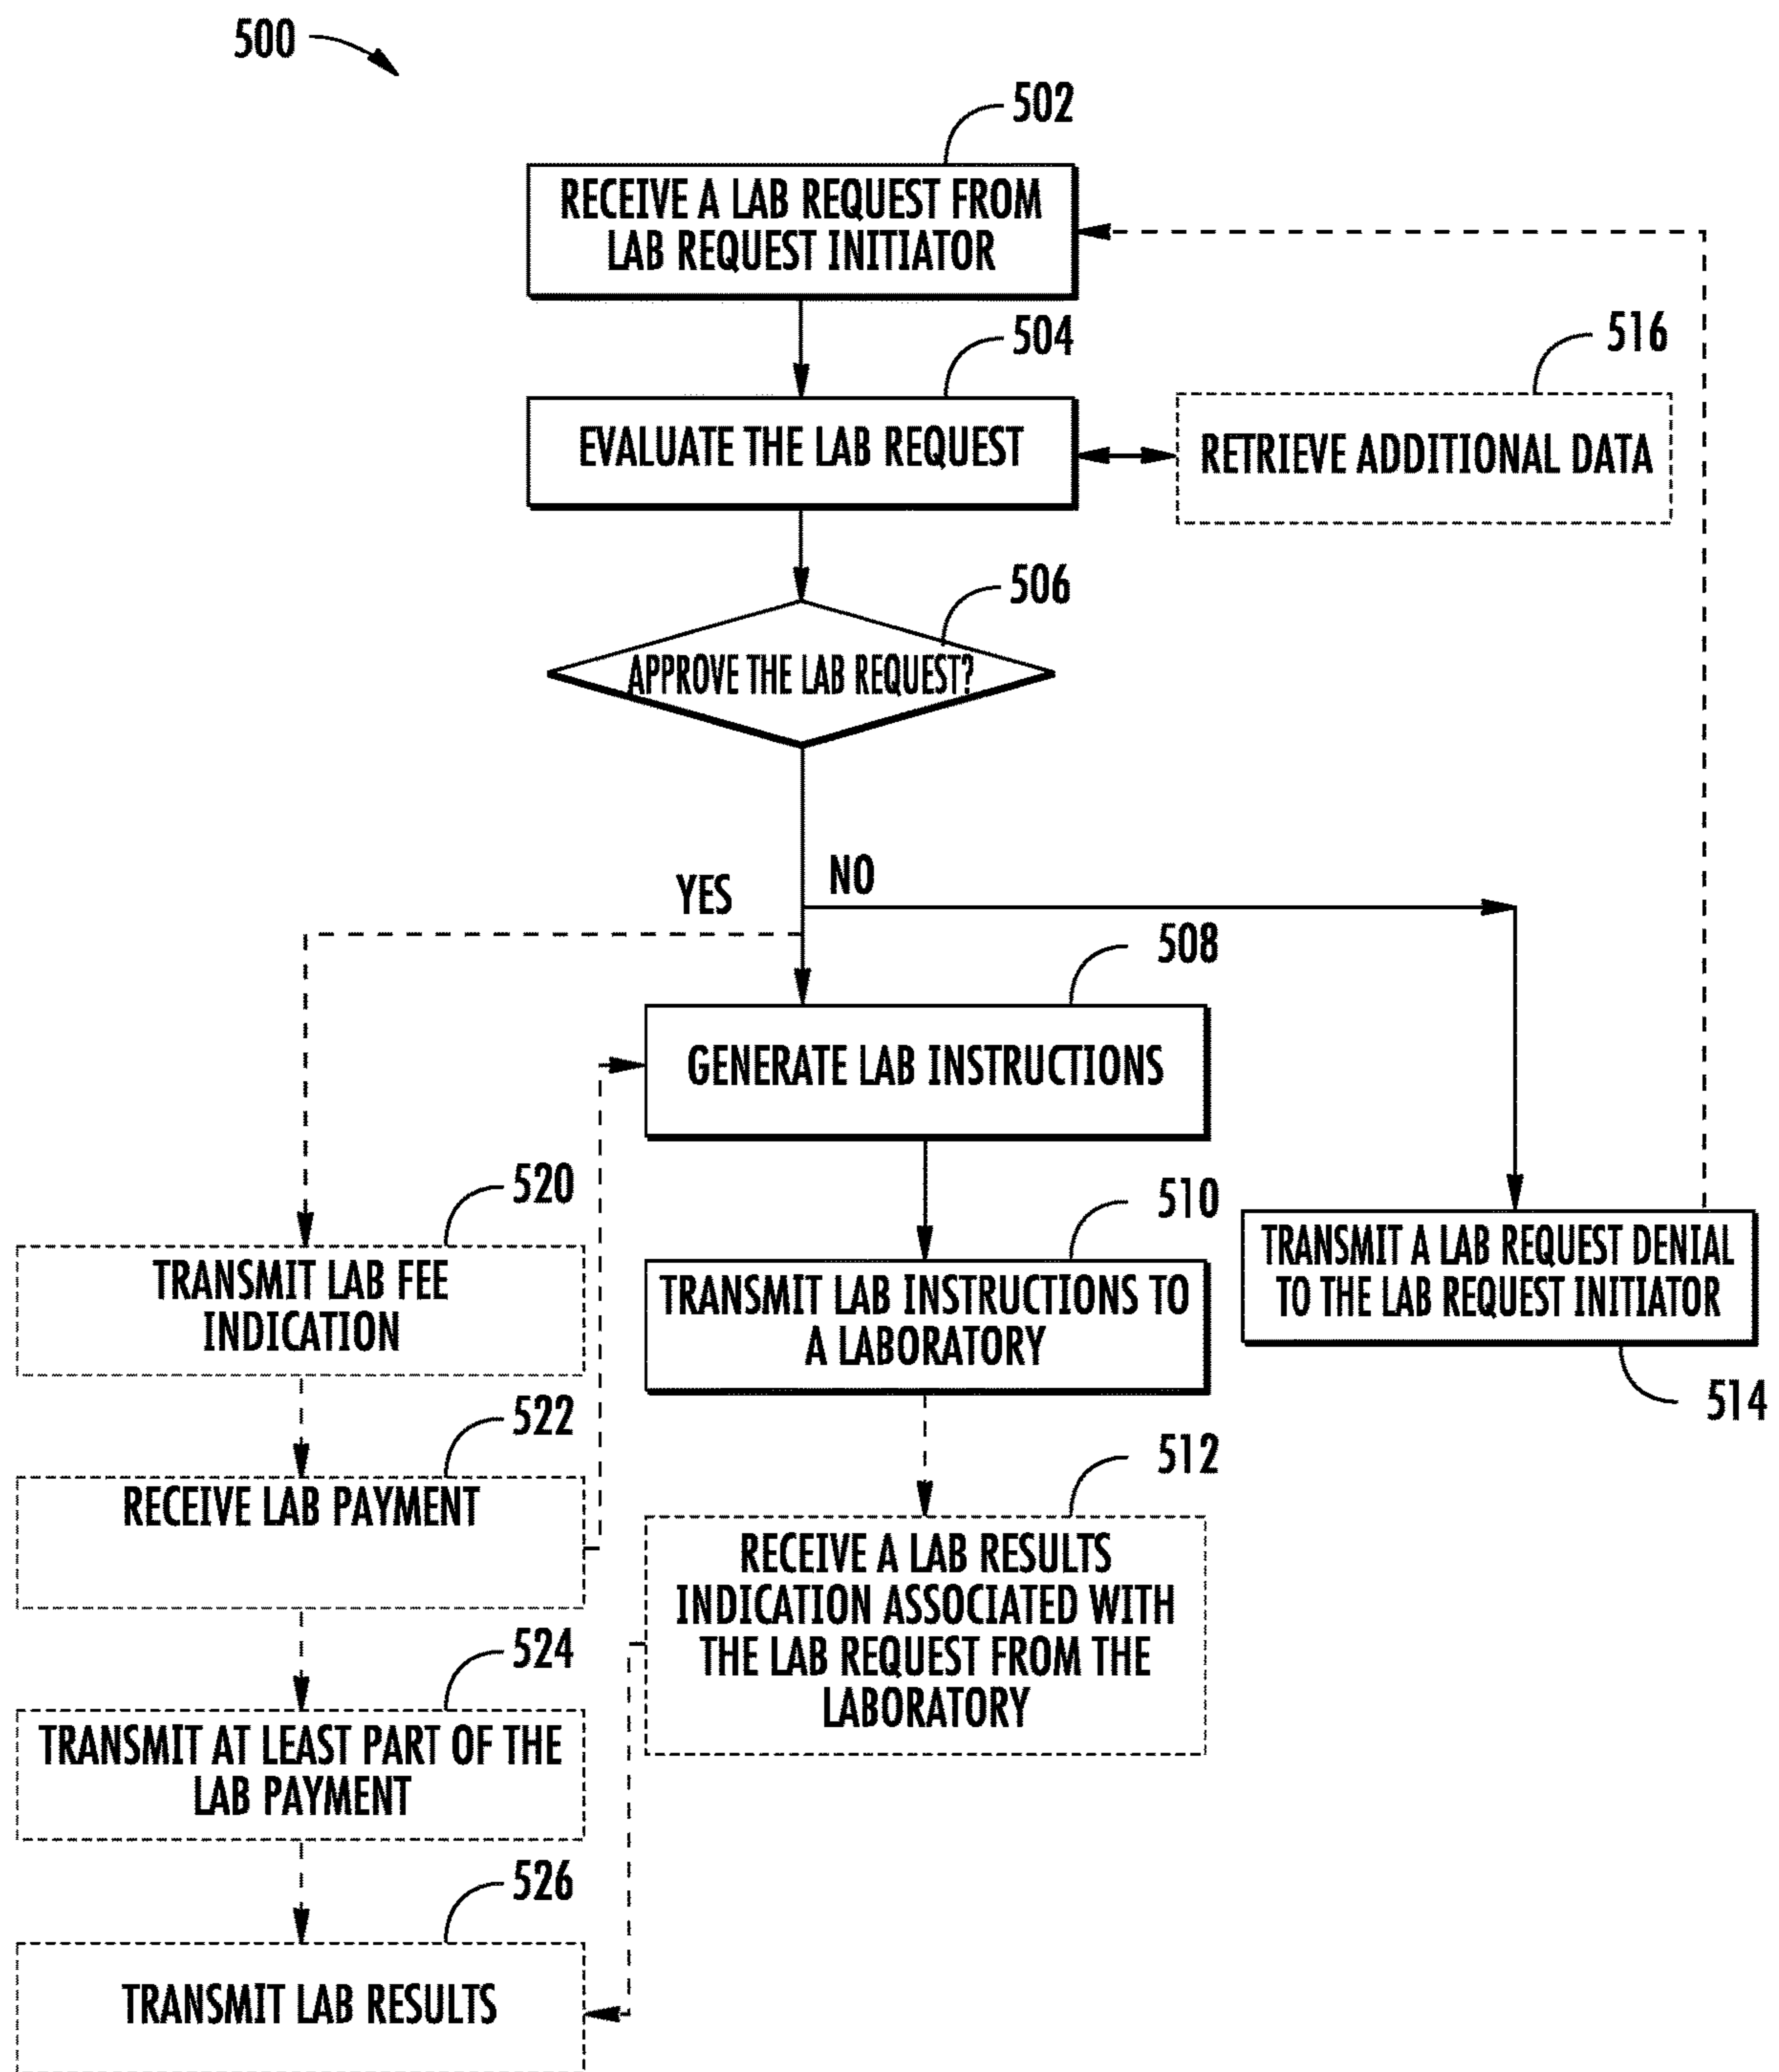 500
502
RECEIVE A LAB REQUEST FROM
LAB REQUEST INITIATOR
504
516
EVALUATE THE LAB REQUEST
RETRIEVE ADDITIONAL DATA
506
APPROVE THE LAB REQUEST?
YES
NO
508
GENERATE LAB INSTRUCTIONS
520
TRANSMIT LAB FEE
INDICATION
510
TRANSMIT LAB INSTRUCTIONS TO
A LABORATORY
TRANSMIT A LAB REQUEST DENIAL
TO THE LAB REQUEST INITIATOR
514
522
RECEIVE LAB PAYMENT
512
RECEIVE A LAB RESULTS
INDICATION ASSOCIATED WITH
THE LAB REQUEST FROM THE
LABORATORY
524
TRANSMIT AT LEAST PART OF THE
LAB PAYMENT
526
TRANSMIT LAB RESULTS